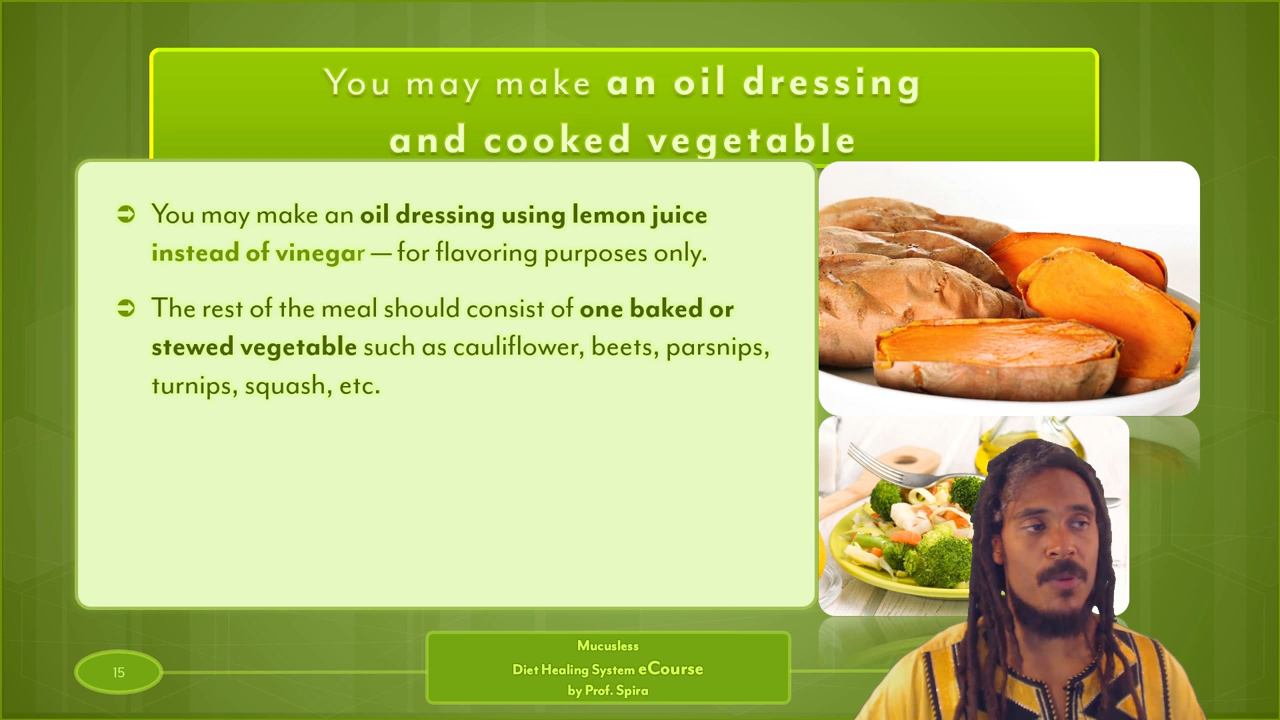 You may make an oil dressing
and cooked vegetable
You may make an oil dressing using lemon juice
instead of vinegar — for flavoring purposes only.
The rest of the meal should consist of one baked or
stewed vegetable such as cauliflower, beets, parsnips,
turnips, squash, etc.
15
Mucusless
Diet Healing System eCourse
by Prof. Spira